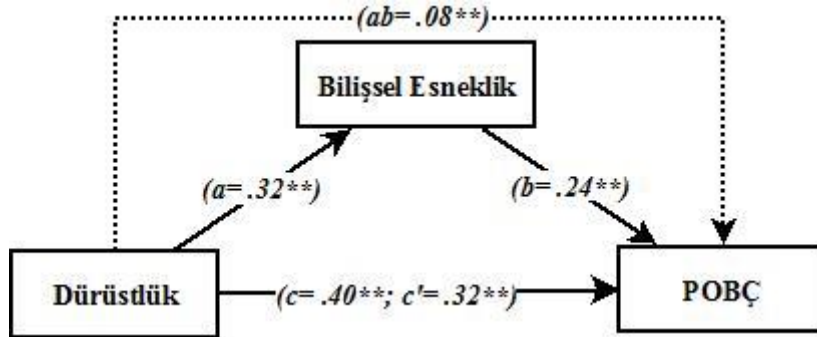 (ab= .08**)
Bilişsel Esneklik
(a= .32**)
(b= .24**)
Dürüstlük
(c= .40**; c'= .32**)
POBÇ